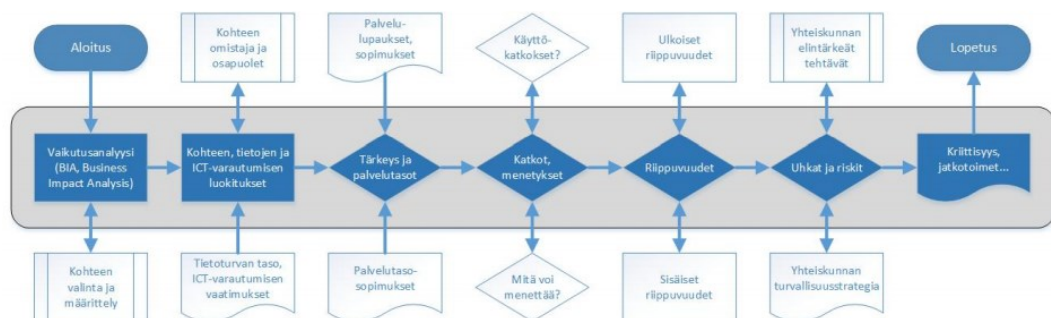 Aloitus
Kohteen
omistaja ja
osapuolet
Palvelu-
lupaukset,
sopimukset
Käyttö-
katkokset?
Ulkoiset
riippuvuudet
Yhteiskunnan
elintärkeät
tehtävät
Lopetus
Vaikutusanalyysi
(BIA, Business
Impact Analysis)
Kohteen, tietojen ja
ICT-varautumisen
luokitukset
Tärkeys ja
palvelutasot
Katkot,
menetykset
Riippuvuudet
Uhkat ja riskit
Kriittisyys,
jatkotoimet...
Kohteen
valinta ja
määrittely
Tietoturvan taso,
ICT-varautumisen
vaatimukset
Palvelutaso-
sopimukset
Mitä voi
menettää?
Sisäiset
riippuvuudet
Yhteiskunnan
turvallisuusstrategia